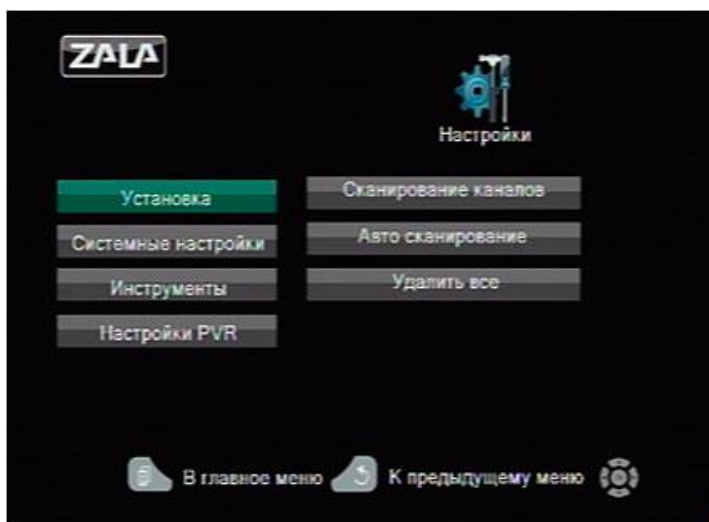 ZALA
Настройки
Установка
Системные настройки
Инструменты
Настройки PVR
Сканирование каналов
Авто сканирование
Удалить все
В главное меню
К предыдущему меню